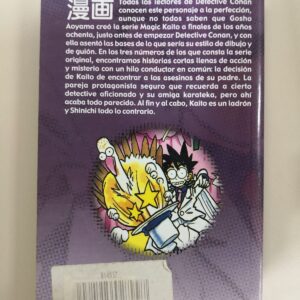 漫画
Todos los lectores de Detective Conan
conocen este personaje a la perfección,
aunque no todos saben que Gosho
Aoyama creó la serie Magic Kaito a finales de los años
ochenta, justo antes de empezar Detective Conan, y con
ella asentó las bases de lo que sería su estilo de dibujo y
de guión. En los tres números de los que consta la serie
original, encontramos historias cortas llenas de acción y
misterio con un hilo conductor en común: la decisión
de Kaito de encontrar a los asesinos de su padre. La
pareja protagonista seguro que recuerda a cierto
detective aficionado y su amiga karateka, pero ahí
acaba todo parecido. Al fin y al cabo, Kaito es un ladrón
y Shinichi todo lo contrario.